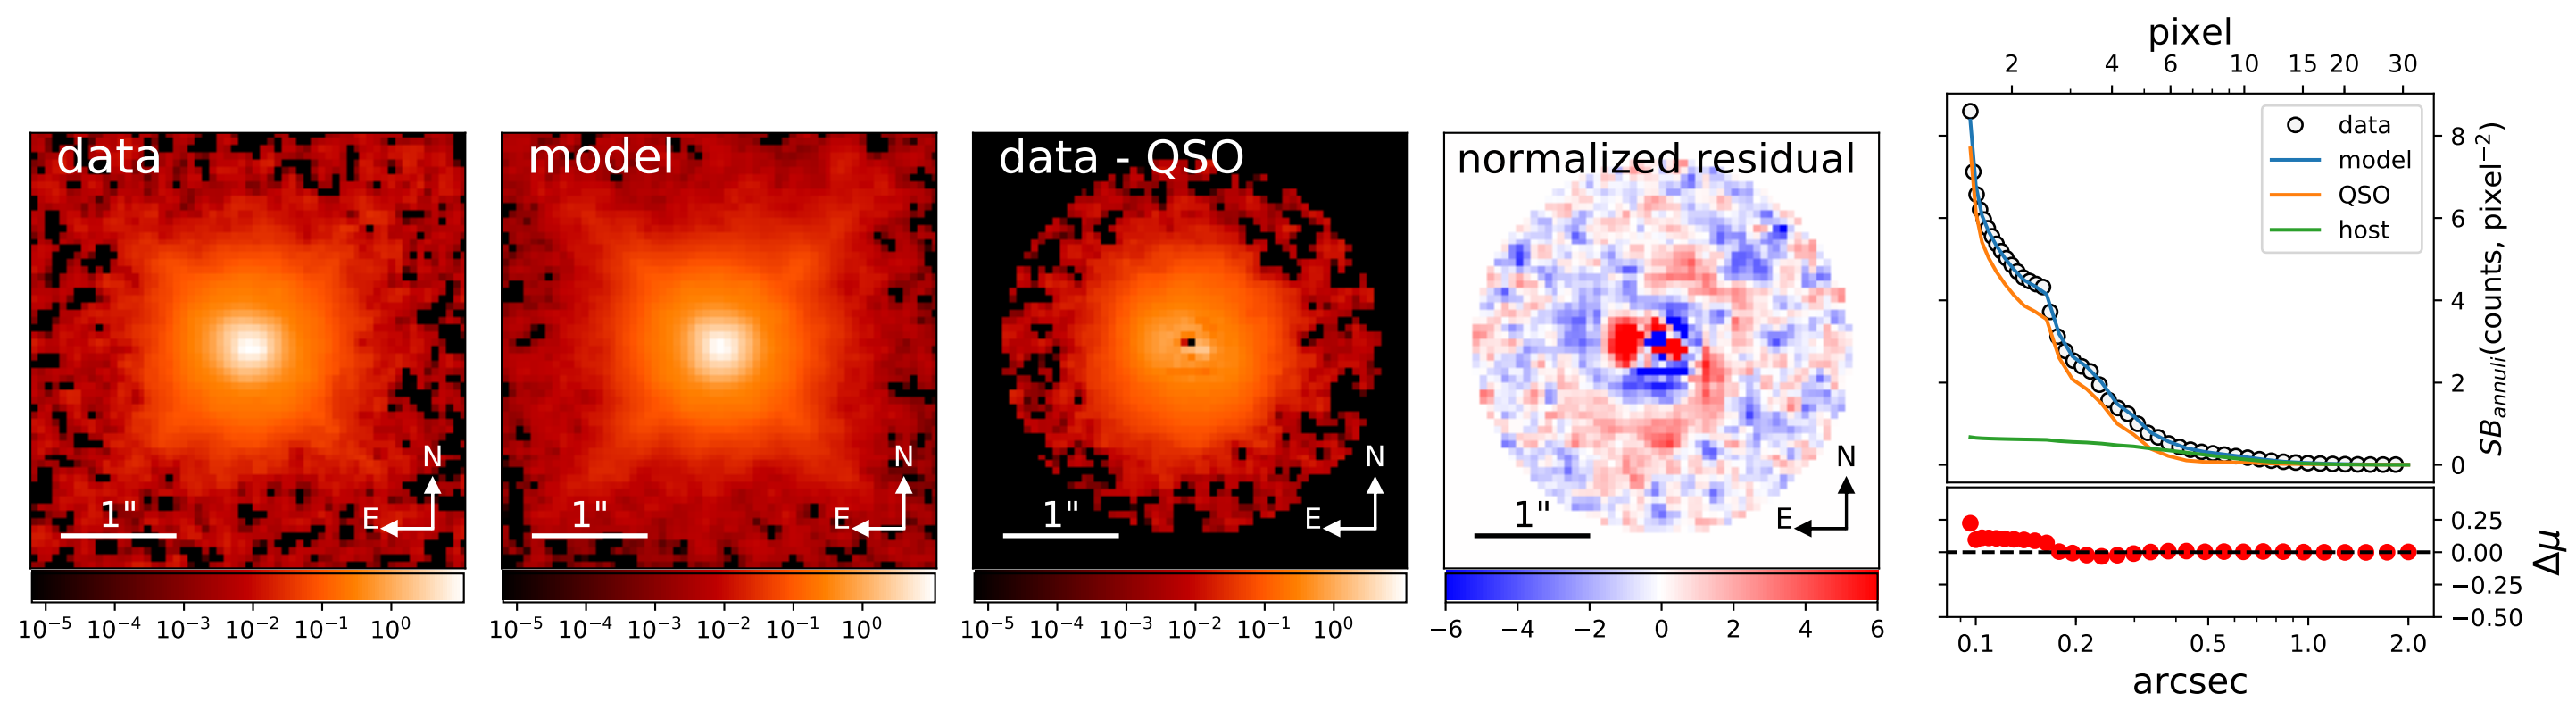 data
1"
N
E
10⁻⁵ 10⁻⁴ 10⁻³ 10⁻² 10⁻¹ 10⁰
model
1"
N
E
10⁻⁵ 10⁻⁴ 10⁻³ 10⁻² 10⁻¹ 10⁰
data - QSO
1"
N
E
10⁻⁵ 10⁻⁴ 10⁻³ 10⁻² 10⁻¹ 10⁰
normalized residual
1"
N
E
−6 −4 −2 0 2 4 6
pixel
2 4 6 10 15 20 30
data
model
QSO
host
8
6
4
2
0
SB_annuli(counts, pixel⁻²)
0.25
0.00
−0.25
−0.50
Δμ
0.1 0.2 0.5 1.0 2.0
arcsec